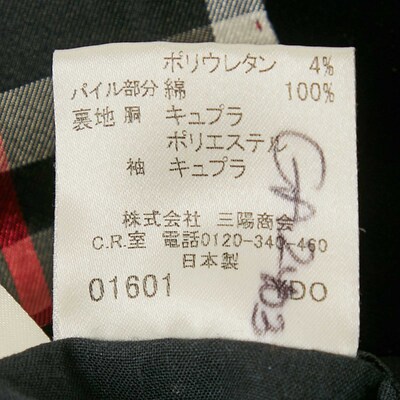 ポリウレタン 4%
パイル部分 綿 100%
裏地 胴 キュプラ
ポリエステル
袖 キュプラ
株式会社 三陽商会
C.R.室 電話0120-340-460
日本製
01601 DO